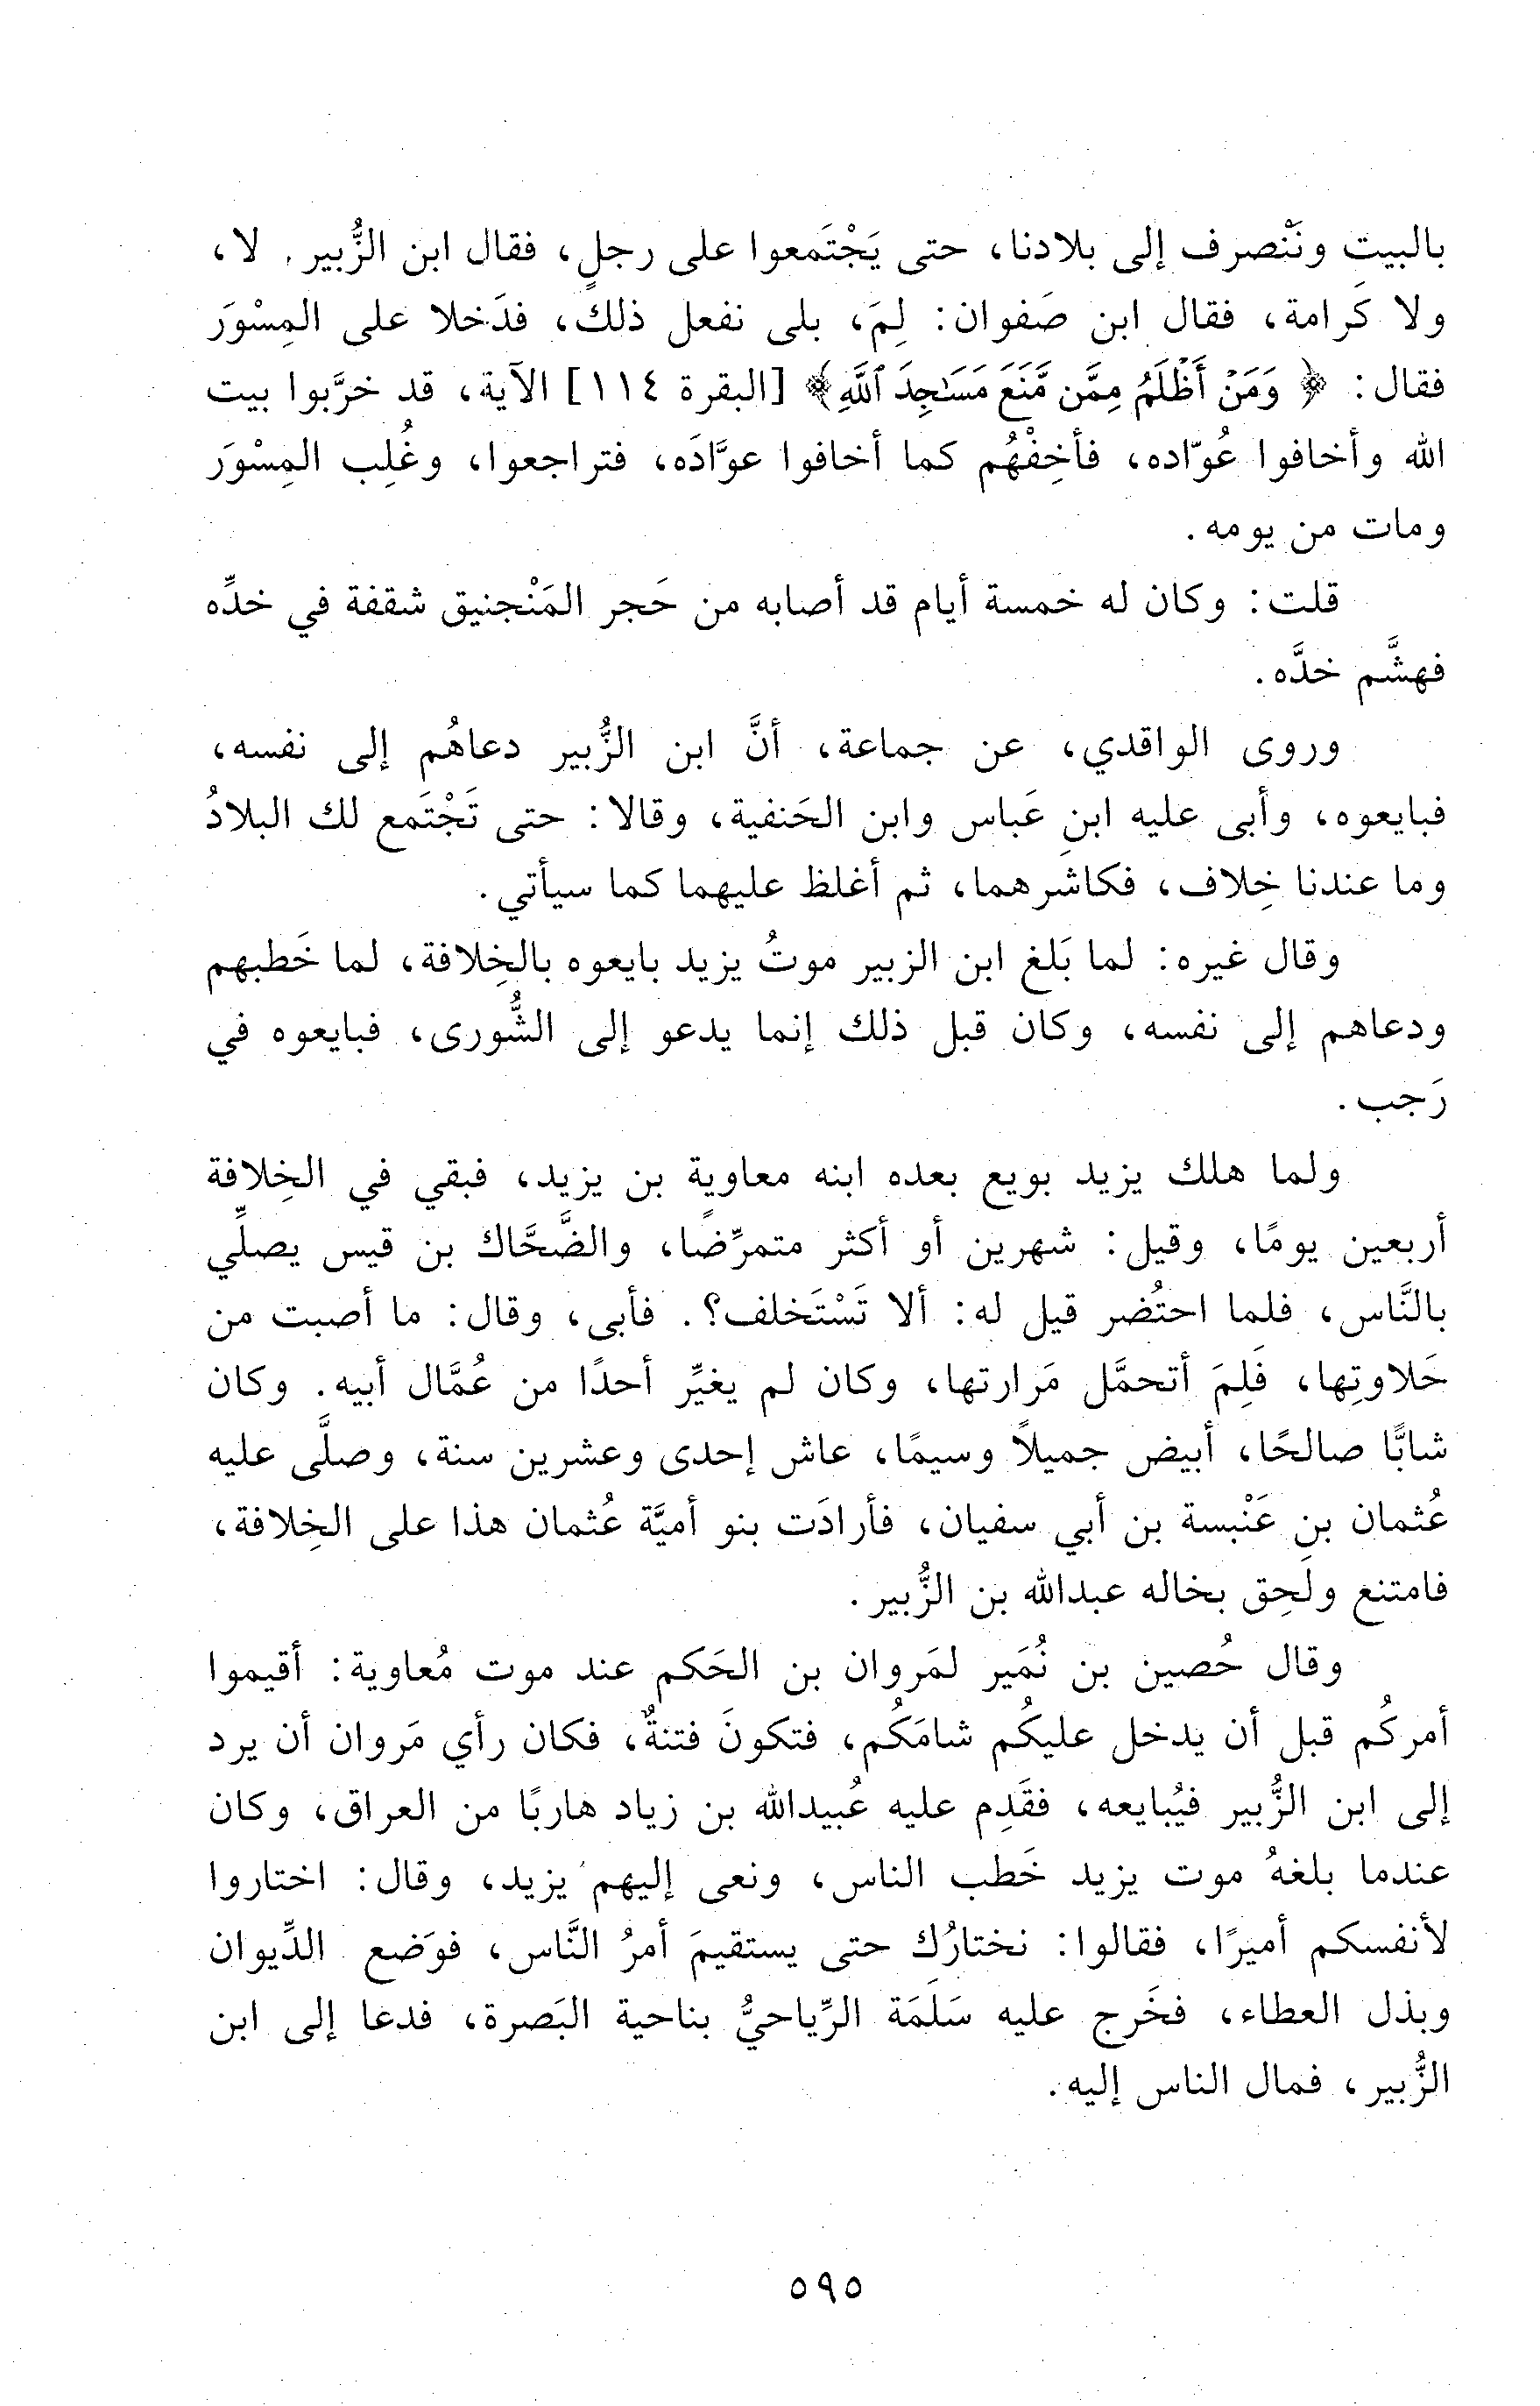 بالبيت ونَنْصرف إلى بلادنا، حتى يَجْتَمعوا على رجلٍ، فقال ابن الزُّبير. لا،
ولا كَرامة، فقال ابن صَفوان: لِمَ، بلى نفعل ذلك، فدَخلا على المِسْوَر
فقال: ﴿ وَمَنْ أَظْلَمُ مِمَّن مَّنَعَ مَسَـٰجِدَ ٱللَّهِ﴾ [البقرة ١١٤] الآية، قد خرَّبوا بيت
الله وأخافوا عُوّاده، فأخِفْهُم كما أخافوا عوَّادَه، فتراجعوا، وغُلِب المِسْوَر
ومات من يومه.
قلت: وكان له خمسة أيام قد أصابه من حَجر المَنْجنيق شقفة في خدِّه
فهشَّم خدَّه.
وروى الواقدي، عن جماعة، أنَّ ابن الزُّبير دعاهُم إلى نفسه،
فبايعوه، وأبى عليه ابن عَباس وابن الحَنفية، وقالا: حتى تَجْتَمع لك البلادُ
وما عندنا خِلاف، فكاشرهما، ثم أغلظ عليهما كما سيأتي.
وقال غيره: لما بَلغ ابن الزبير موتُ يزيد بايعوه بالخِلافة، لما خَطبهم
ودعاهم إلى نفسه، وكان قبل ذلك إنما يدعو إلى الشُّورى، فبايعوه في
رَجب.
ولما هلك يزيد بويع بعده ابنه معاوية بن يزيد، فبقي في الخِلافة
أربعين يومًا، وقيل: شهرين أو أكثر متمرِّضًا، والضَّحَّاك بن قيس يصلِّي
بالنَّاس، فلما احتُضر قيل له: ألا تَسْتَخلف؟. فأبى، وقال: ما أصبت من
حَلاوتِها، فَلِمَ أتحمَّل مَرارتها، وكان لم يغيِّر أحدًا من عُمَّال أبيه. وكان
شابًّا صالحًا، أبيض جميلاً وسيمًا، عاش إحدى وعشرين سنة، وصلَّى عليه
عُثمان بن عَنْبسة بن أبي سفيان، فأرادَت بنو أميَّة عُثمان هذا على الخِلافة،
فامتنع ولَحِق بخاله عبدالله بن الزُّبير.
وقال حُصين بن نُمَير لمَروان بن الحَكم عند موت مُعاوية: أقيموا
أمركُم قبل أن يدخل عليكُم شامَكُم، فتكونَ فتنةٌ، فكان رأي مَروان أن يرد
إلى ابن الزُّبير فيُبايعه، فقَدِم عليه عُبيدالله بن زياد هاربًا من العراق، وكان
عندما بلغهُ موت يزيد خَطب الناس، ونعى إليهم يزيد، وقال: اختاروا
لأنفسكم أميرًا، فقالوا: نختارُك حتى يستقيمَ أمرُ النَّاس، فوَضع الدِّيوان
وبذل العطاء، فخَرج عليه سَلَمَة الرِّياحيُّ بناحية البَصرة، فدعا إلى ابن
الزُّبير، فمال الناس إليه.
٥٩٥